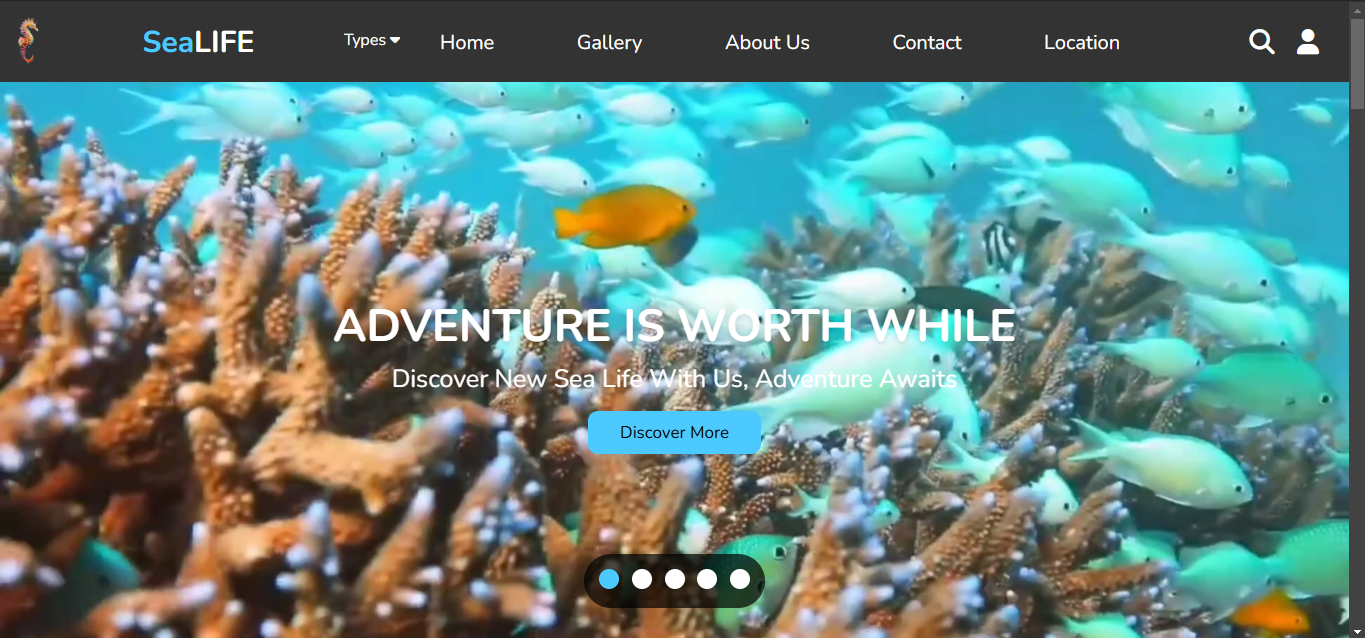 SeaLIFE
Types
Home
Gallery
About Us
Contact
Location
ADVENTURE IS WORTH WHILE
Discover New Sea Life With Us, Adventure Awaits
Discover More